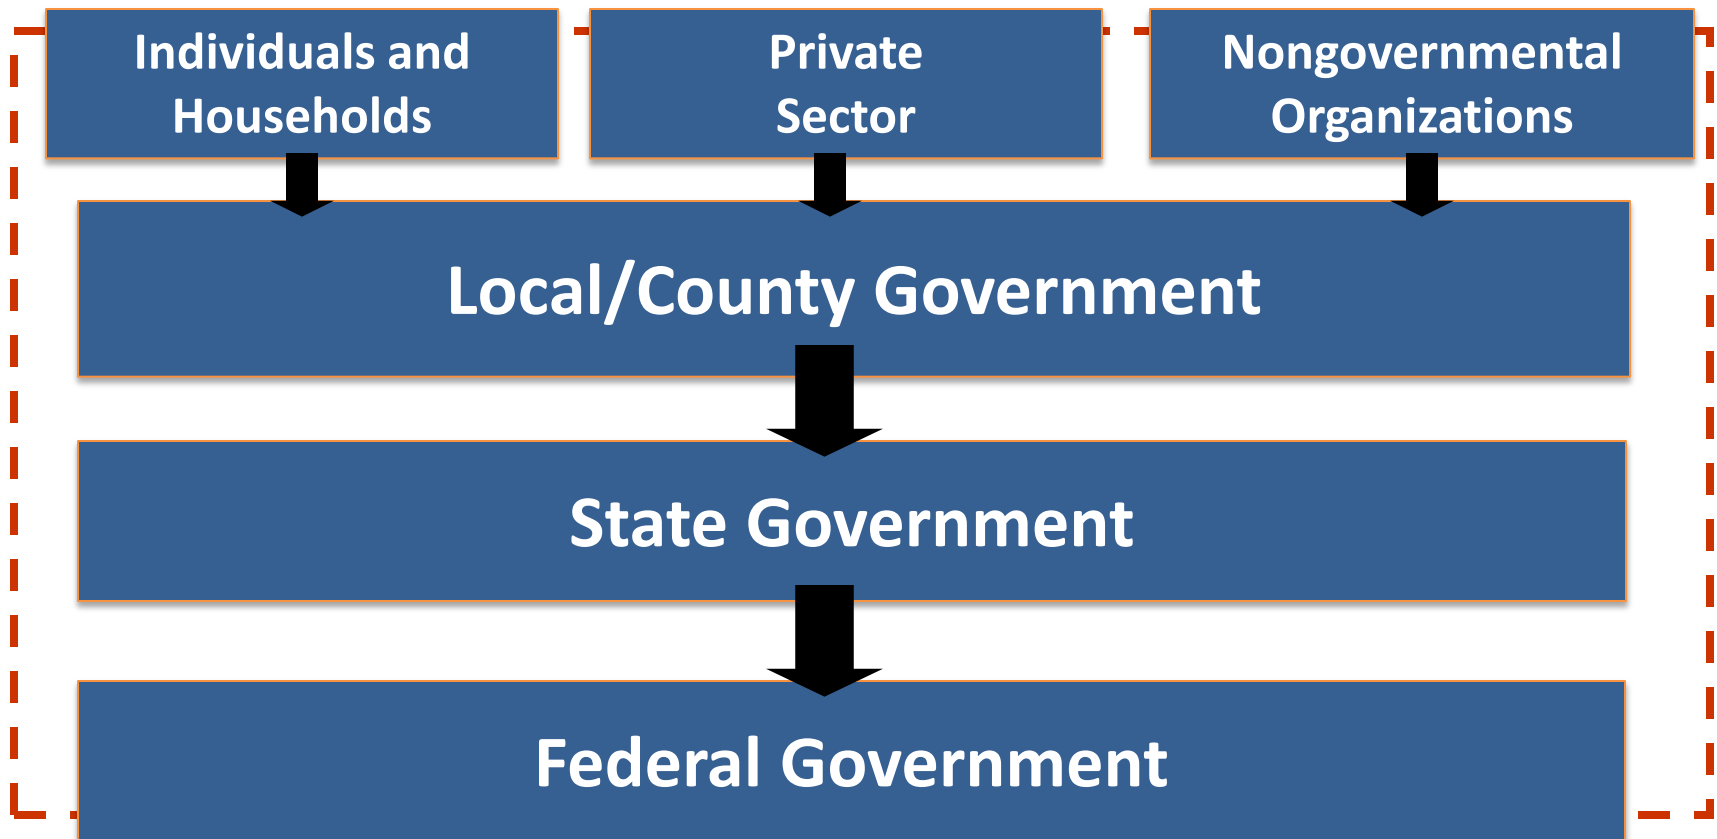 Individuals and
Households
Private
Sector
Nongovernmental
Organizations
Local/County Government
State Government
Federal Government